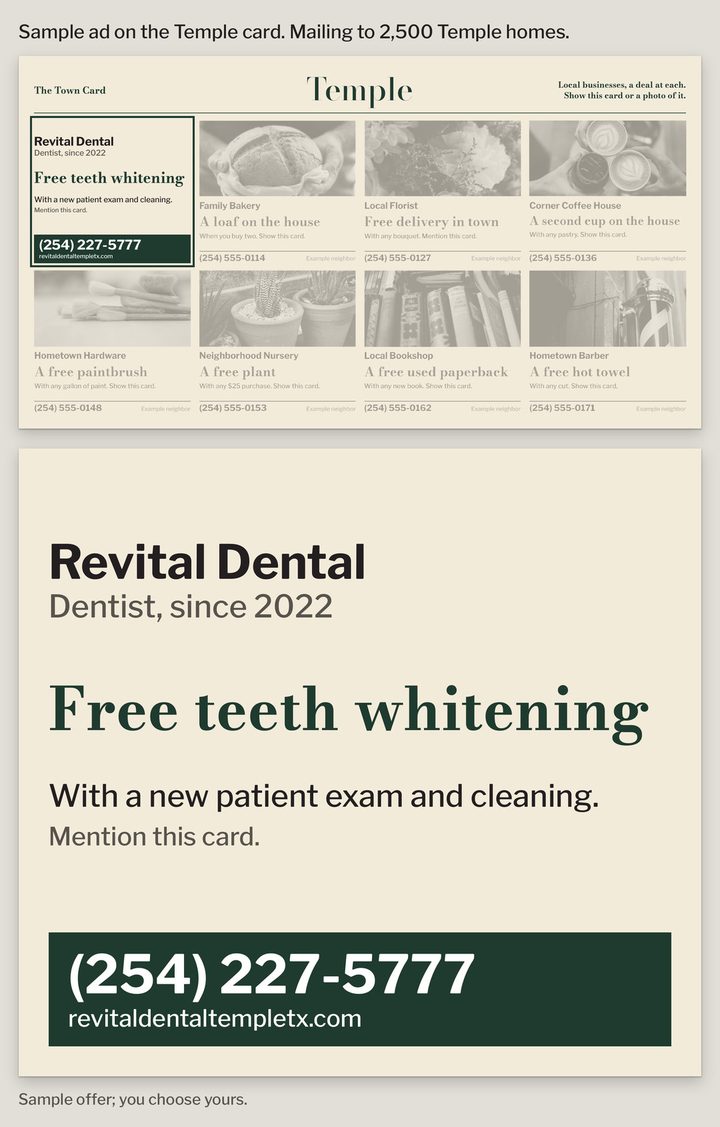 Sample ad on the Temple card. Mailing to 2,500 Temple homes.
The Town Card
Temple
Local businesses, a deal at each.
Show this card or a photo of it.
Revital Dental
Dentist, since 2022
Free teeth whitening
With a new patient exam and cleaning.
Mention this card.
(254) 227-5777
revitaldentaltempletx.com
Family Bakery
A loaf on the house
When you buy two. Show this card.
(254) 555-0114
Example neighbor
Local Florist
Free delivery in town
With any bouquet. Mention this card.
(254) 555-0127
Example neighbor
Corner Coffee House
A second cup on the house
With any pastry. Show this card.
(254) 555-0136
Example neighbor
Hometown Hardware
A free paintbrush
With any gallon of paint. Show this card.
(254) 555-0148
Example neighbor
Neighborhood Nursery
A free plant
With any $25 purchase. Show this card.
(254) 555-0153
Example neighbor
Local Bookshop
A free used paperback
With any new book. Show this card.
(254) 555-0162
Example neighbor
Hometown Barber
A free hot towel
With any cut. Show this card.
(254) 555-0171
Example neighbor
Revital Dental
Dentist, since 2022
Free teeth whitening
With a new patient exam and cleaning.
Mention this card.
(254) 227-5777
revitaldentaltempletx.com
Sample offer; you choose yours.